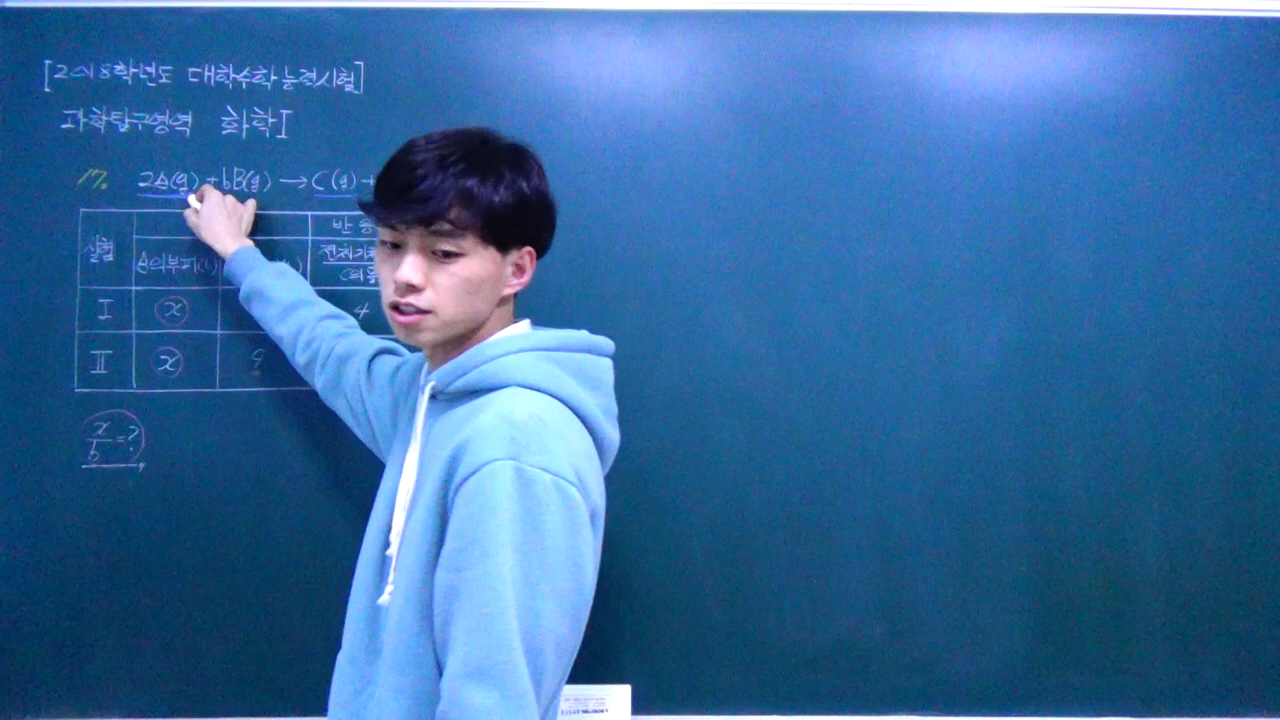 [2018학년도 대학수학능력시험]
과학탐구영역 화학I
17. 2A(g) + bB(g) → C(g) +
반응
실험 A의부피(L) 전체기체
C의
I x 4
II x 9
x/b = ?